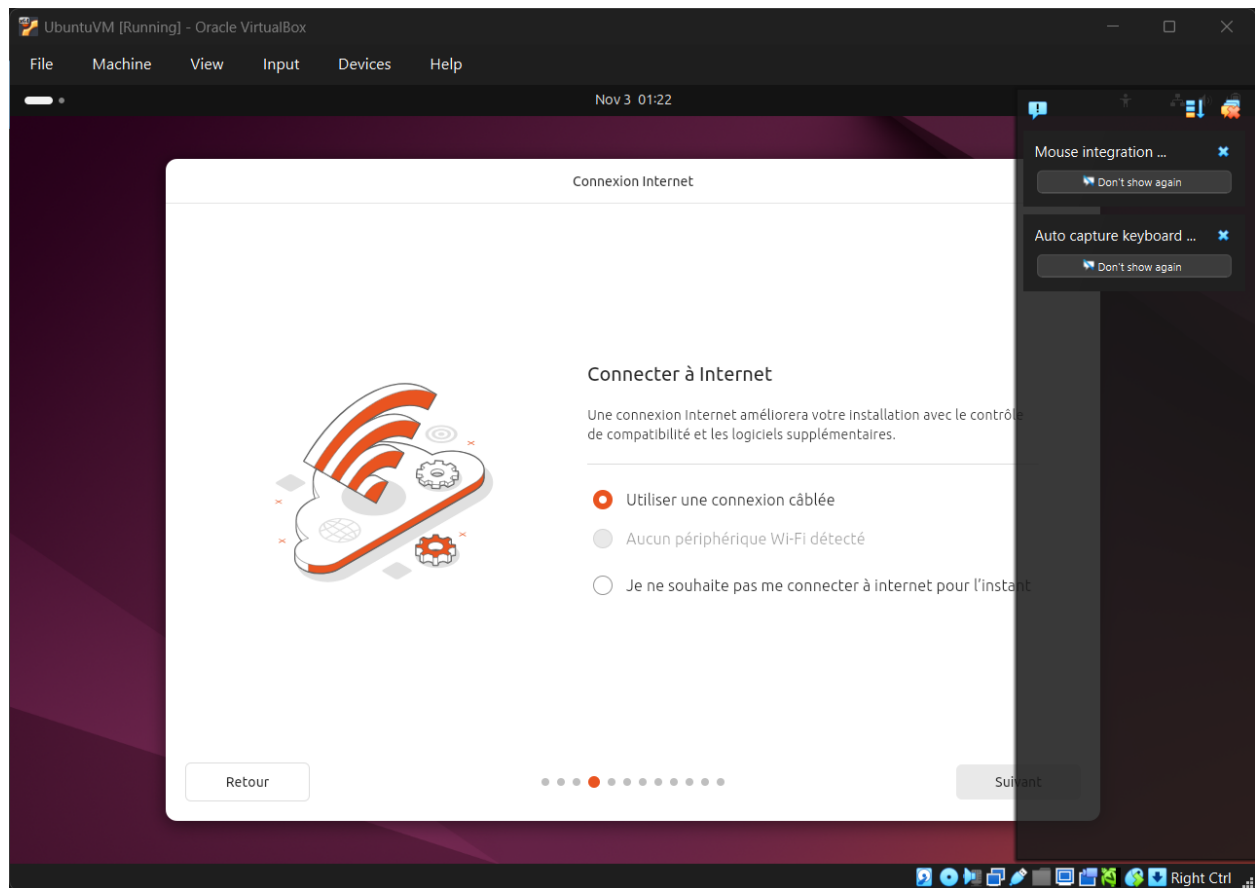 UbuntuVM [Running] - Oracle VirtualBox
File Machine View Input Devices Help
Nov 3 01:22
Mouse integration ...
Don't show again
Auto capture keyboard ...
Don't show again
Connexion Internet
Connecter à Internet
Une connexion Internet améliorera votre installation avec le contrôle
de compatibilité et les logiciels supplémentaires.
Utiliser une connexion câblée
Aucun périphérique Wi-Fi détecté
Je ne souhaite pas me connecter à internet pour l'instant
Retour
Suivant
Right Ctrl